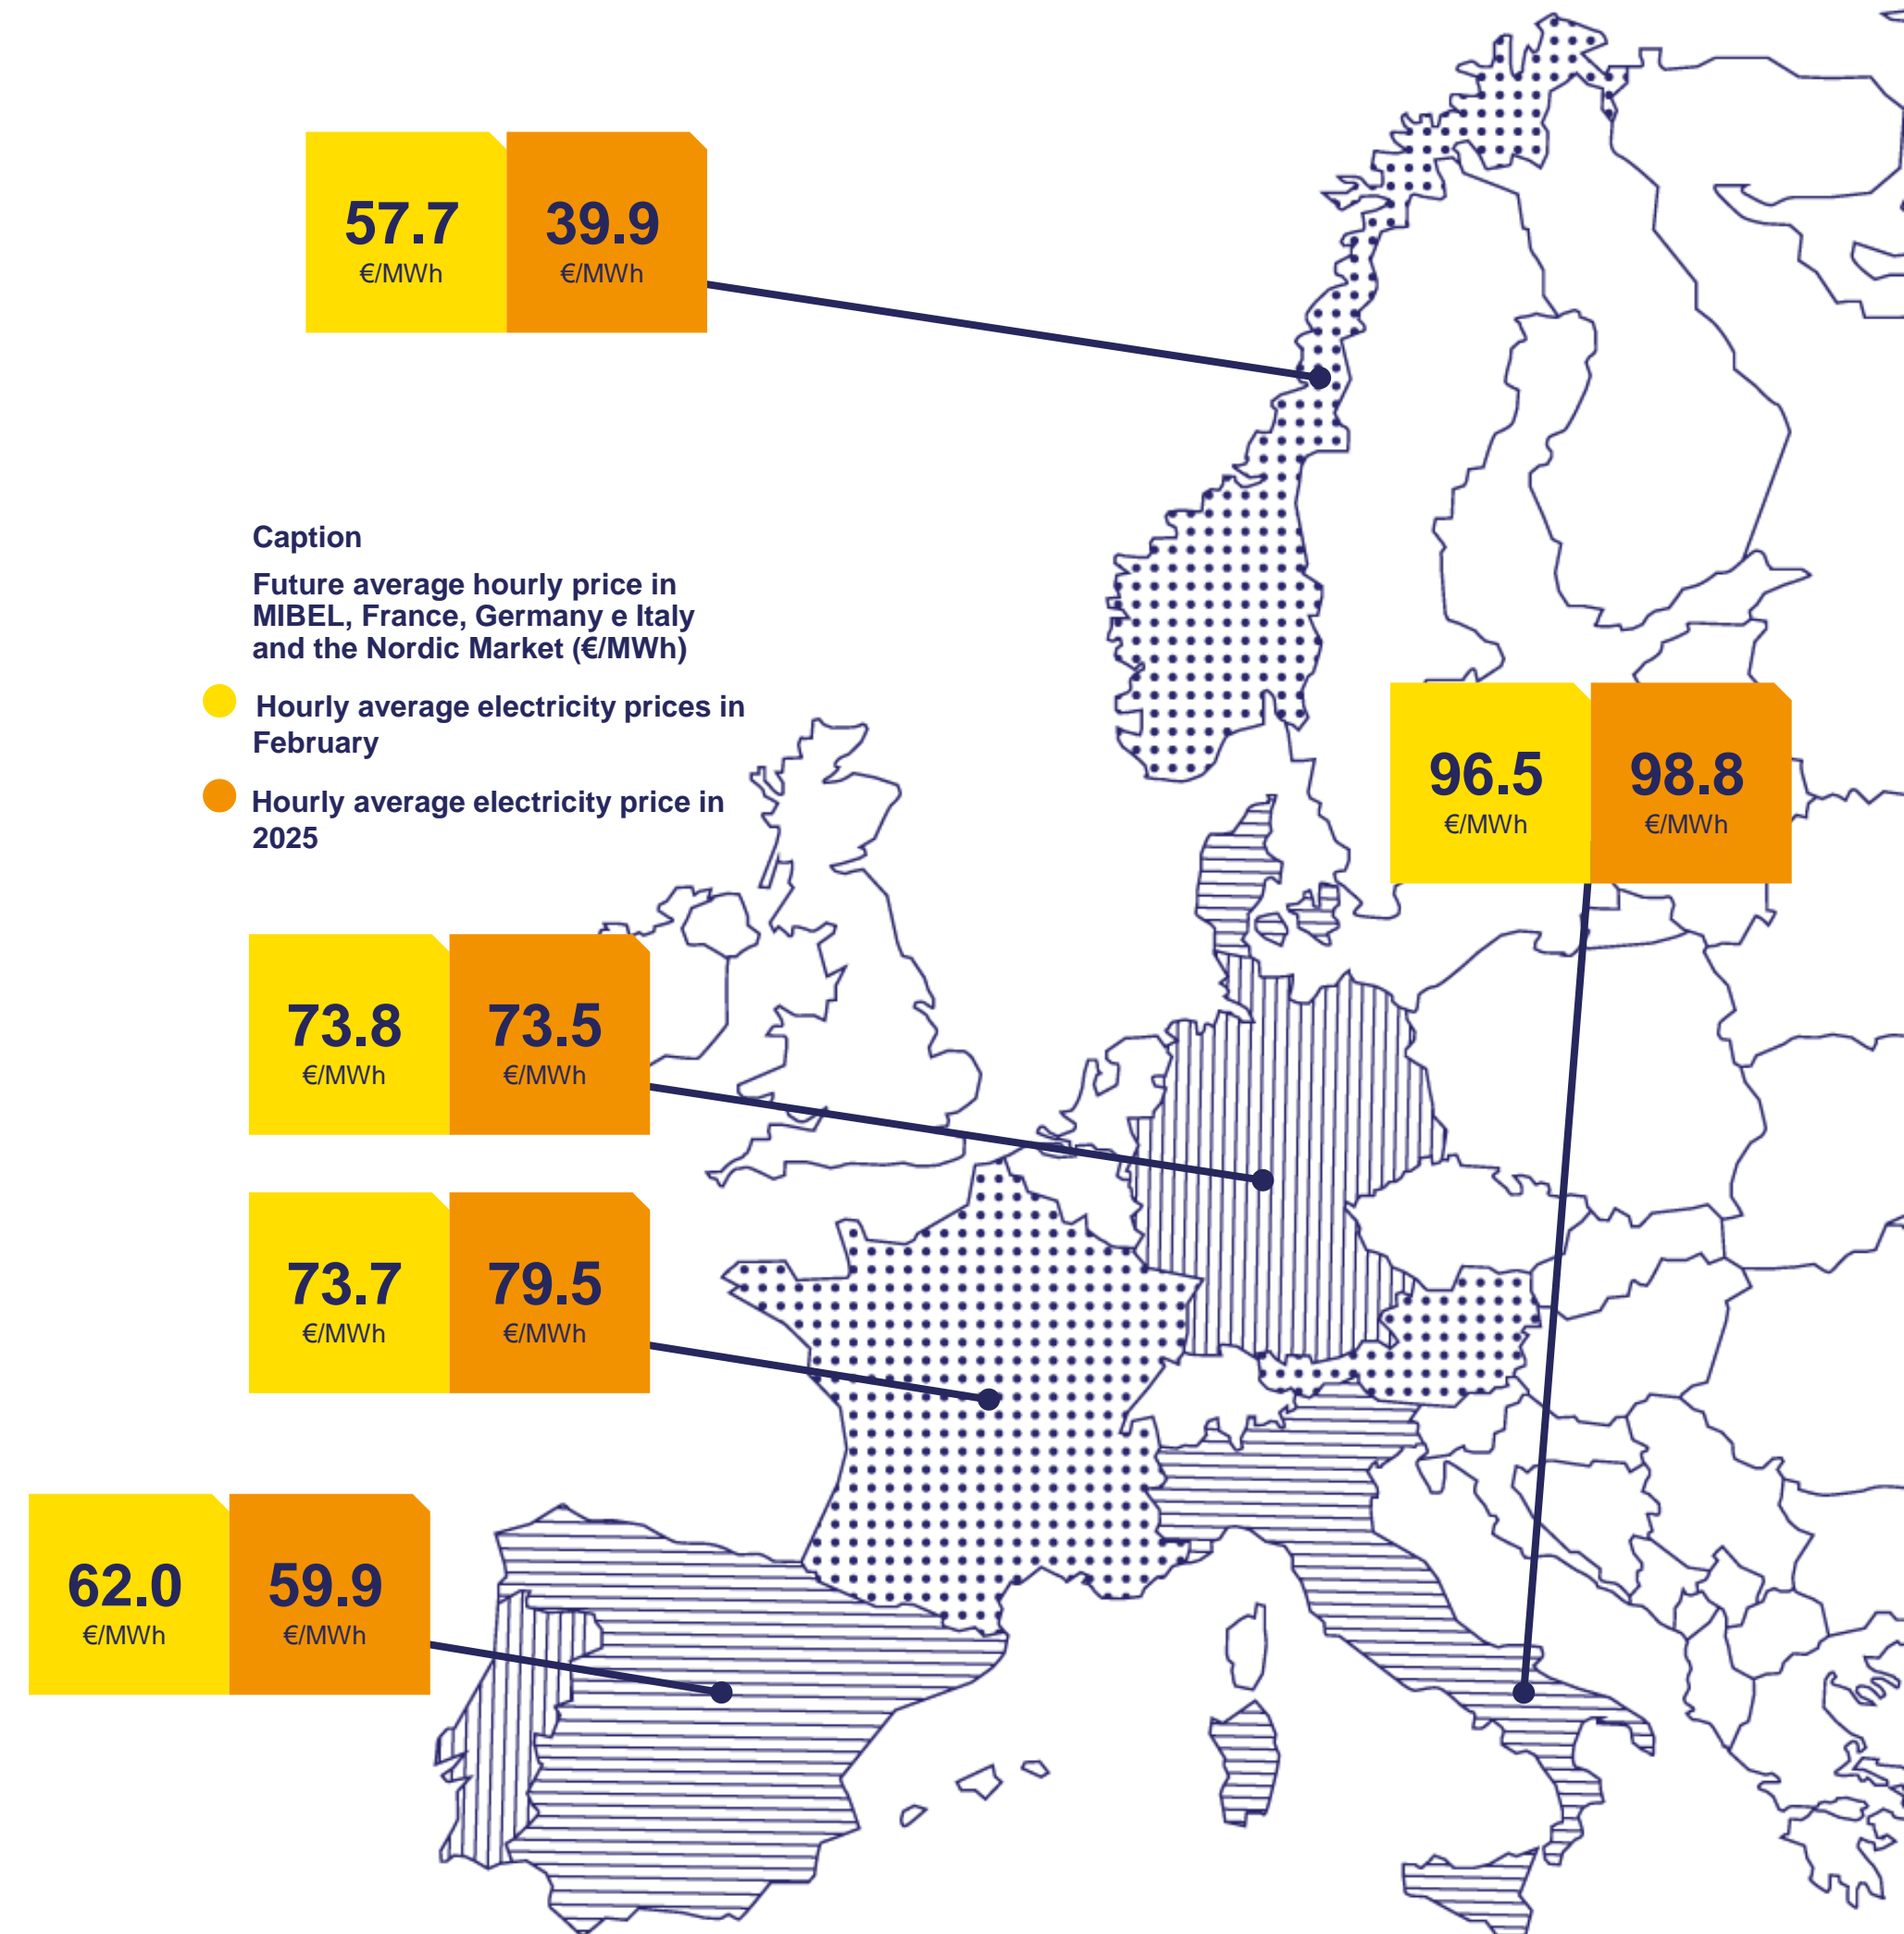 57.7
€/MWh
39.9
€/MWh
Caption
Future average hourly price in
MIBEL, France, Germany e Italy
and the Nordic Market (€/MWh)
Hourly average electricity prices in
February
Hourly average electricity price in
2025
96.5
€/MWh
98.8
€/MWh
73.8
€/MWh
73.5
€/MWh
73.7
€/MWh
79.5
€/MWh
62.0
€/MWh
59.9
€/MWh